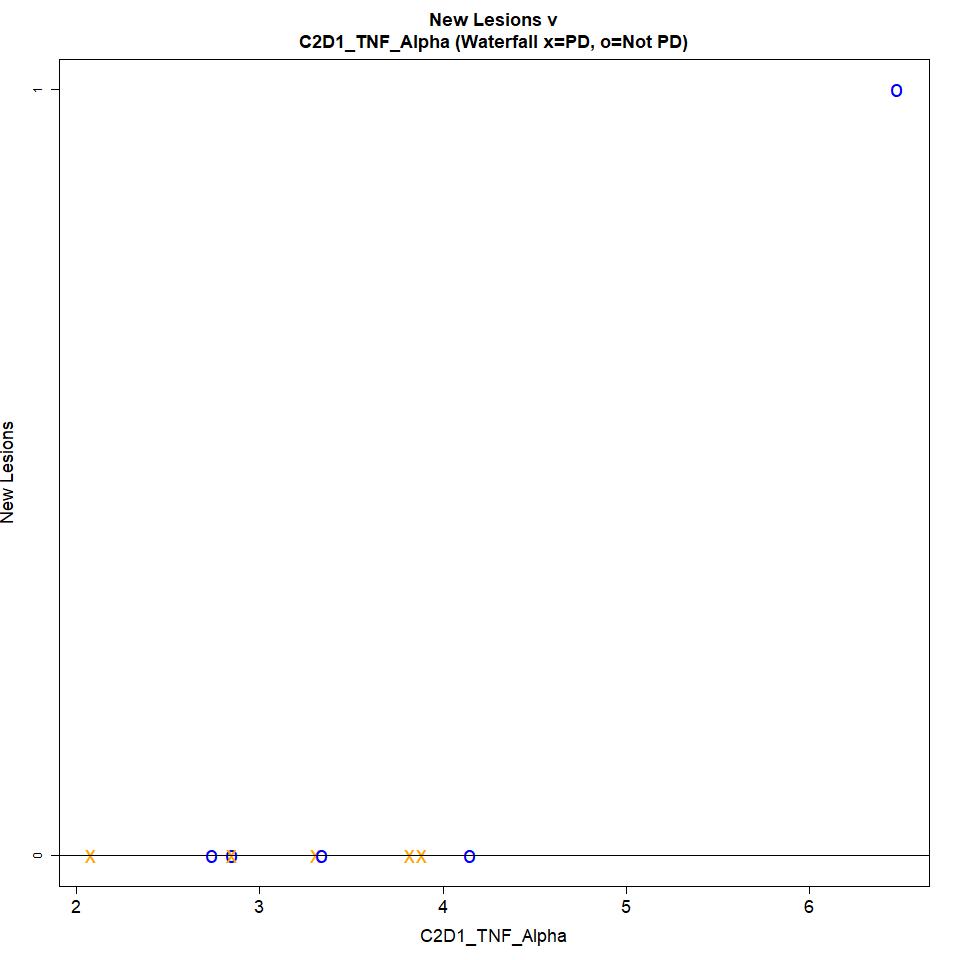 New Lesions v
C2D1_TNF_Alpha (Waterfall x=PD, o=Not PD)
1
o
New Lesions
0
x o o x x o x x o
2 3 4 5 6
C2D1_TNF_Alpha